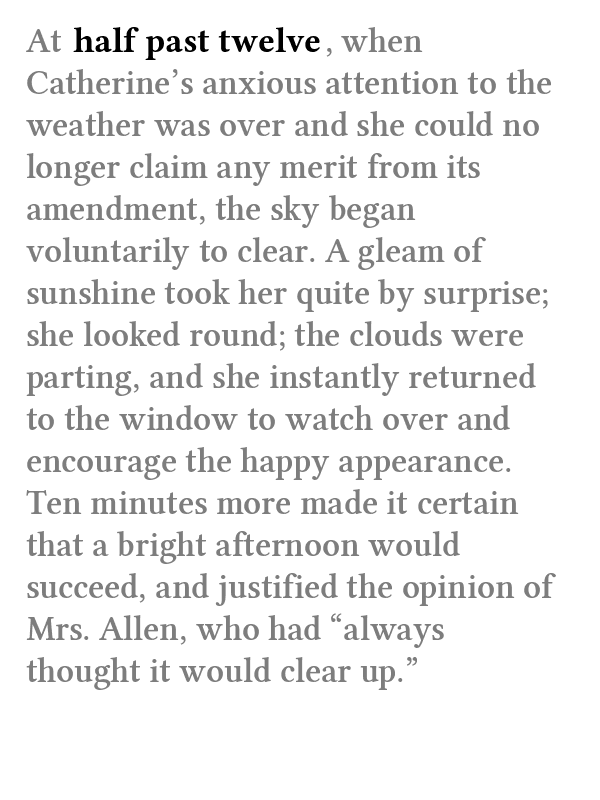 At half past twelve, when
Catherine’s anxious attention to the
weather was over and she could no
longer claim any merit from its
amendment, the sky began
voluntarily to clear. A gleam of
sunshine took her quite by surprise;
she looked round; the clouds were
parting, and she instantly returned
to the window to watch over and
encourage the happy appearance.
Ten minutes more made it certain
that a bright afternoon would
succeed, and justified the opinion of
Mrs. Allen, who had “always
thought it would clear up.”